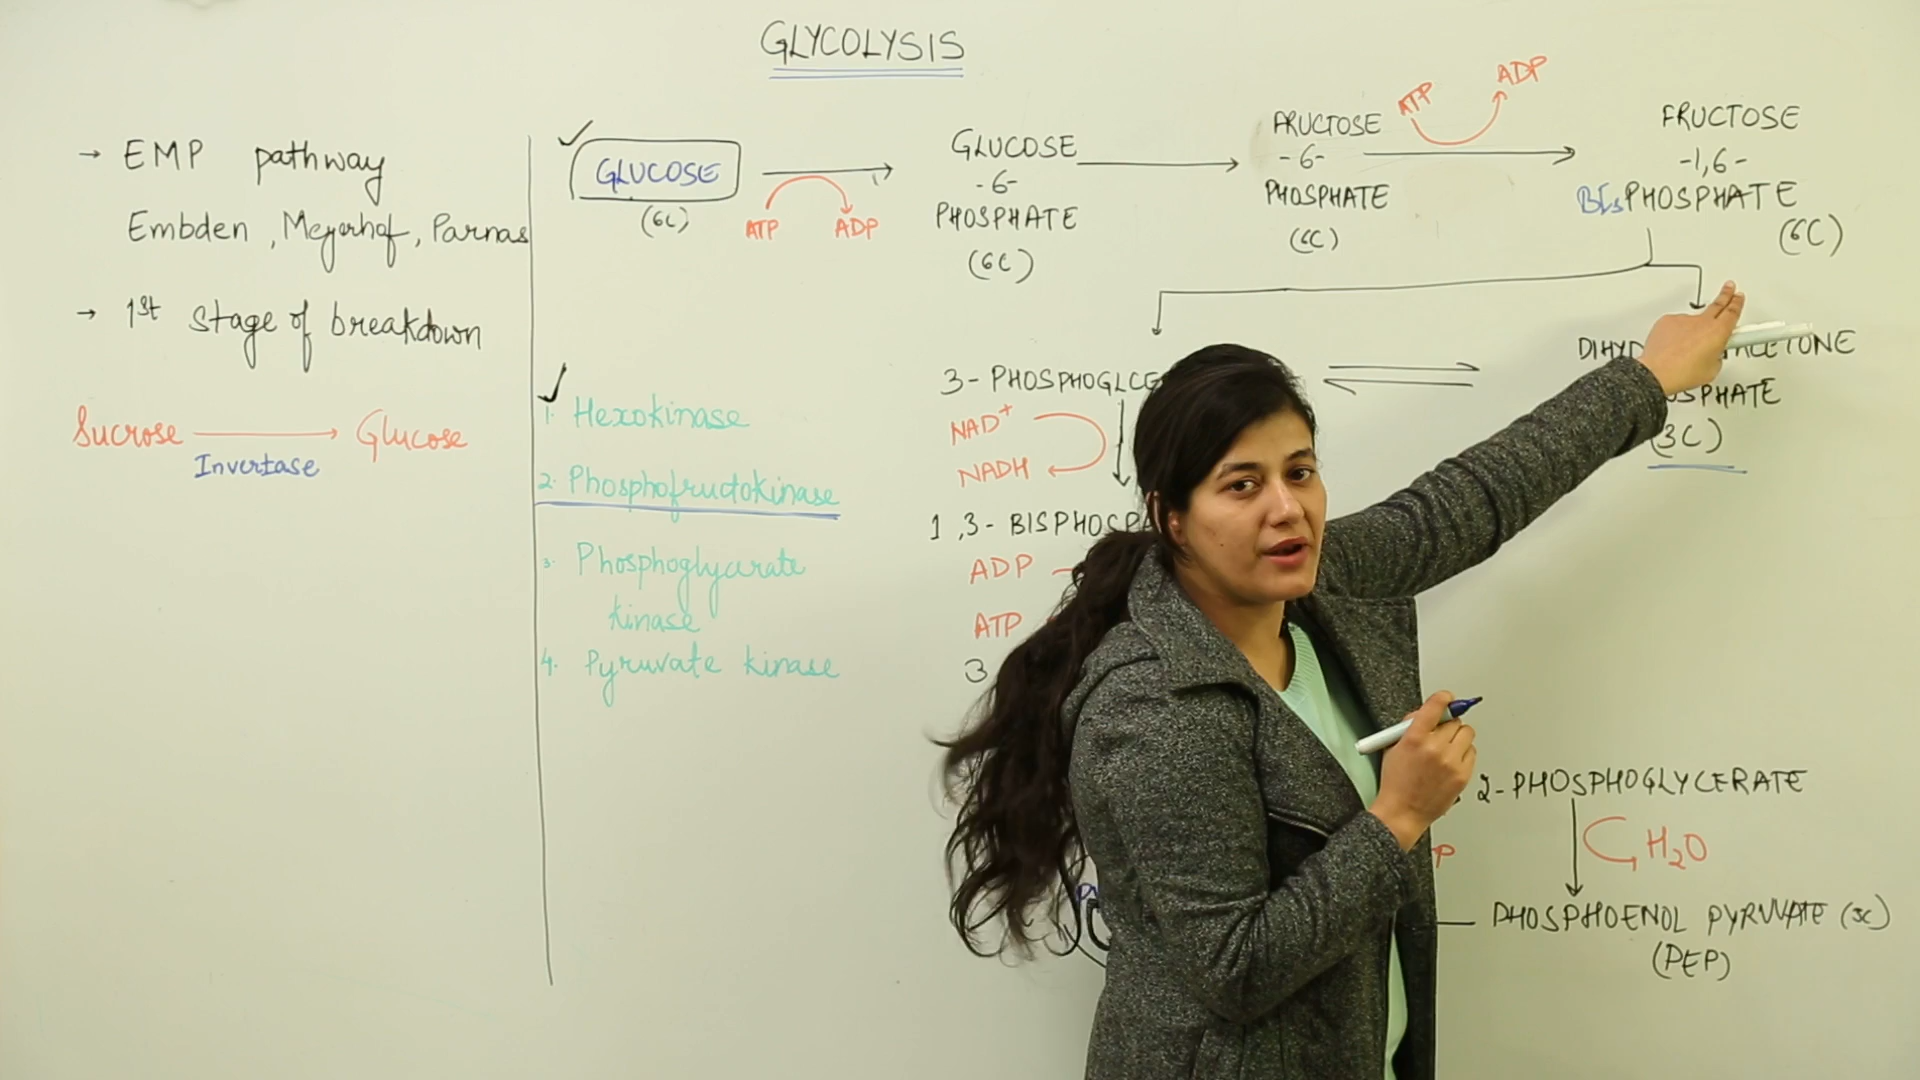 GLYCOLYSIS
→ EMP pathway
Embden, Meyerhof, Parnas
→ 1st stage of breakdown
Sucrose → Glucose
Invertase
GLUCOSE
(6C)
ATP ADP
GLUCOSE
-6-
PHOSPHATE
(6C)
FRUCTOSE
-6-
PHOSPHATE
(6C)
ATP ADP
FRUCTOSE
-1,6-
BISPHOSPHATE
(6C)
1. Hexokinase
2. Phosphofructokinase
3. Phosphoglycerate
kinase
4. Pyruvate kinase
3-
NAD+
NADH
1,3-
ADP
ATP
3
(3C)
2-PHOSPHOGLYCERATE
H2O
PHOSPHOENOL PYRUVATE (3C)
(PEP)